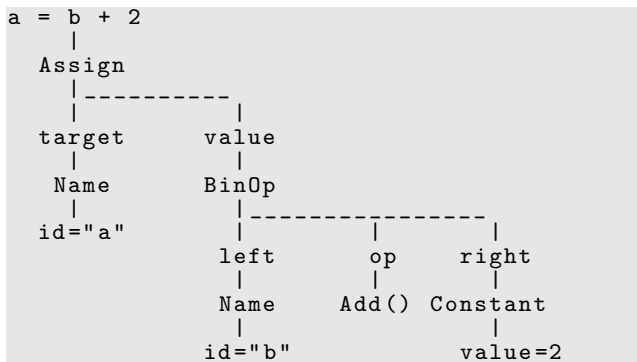 a = b + 2
|
Assign
|_ _ _ _ _ _ _ _ _ _
| |
target value
| |
Name BinOp
| |_ _ _ _ _ _ _ _ _ _ _ _ _ _ _ _
id="a" | | |
left op right
| | |
Name Add() Constant
| |
id="b" value=2